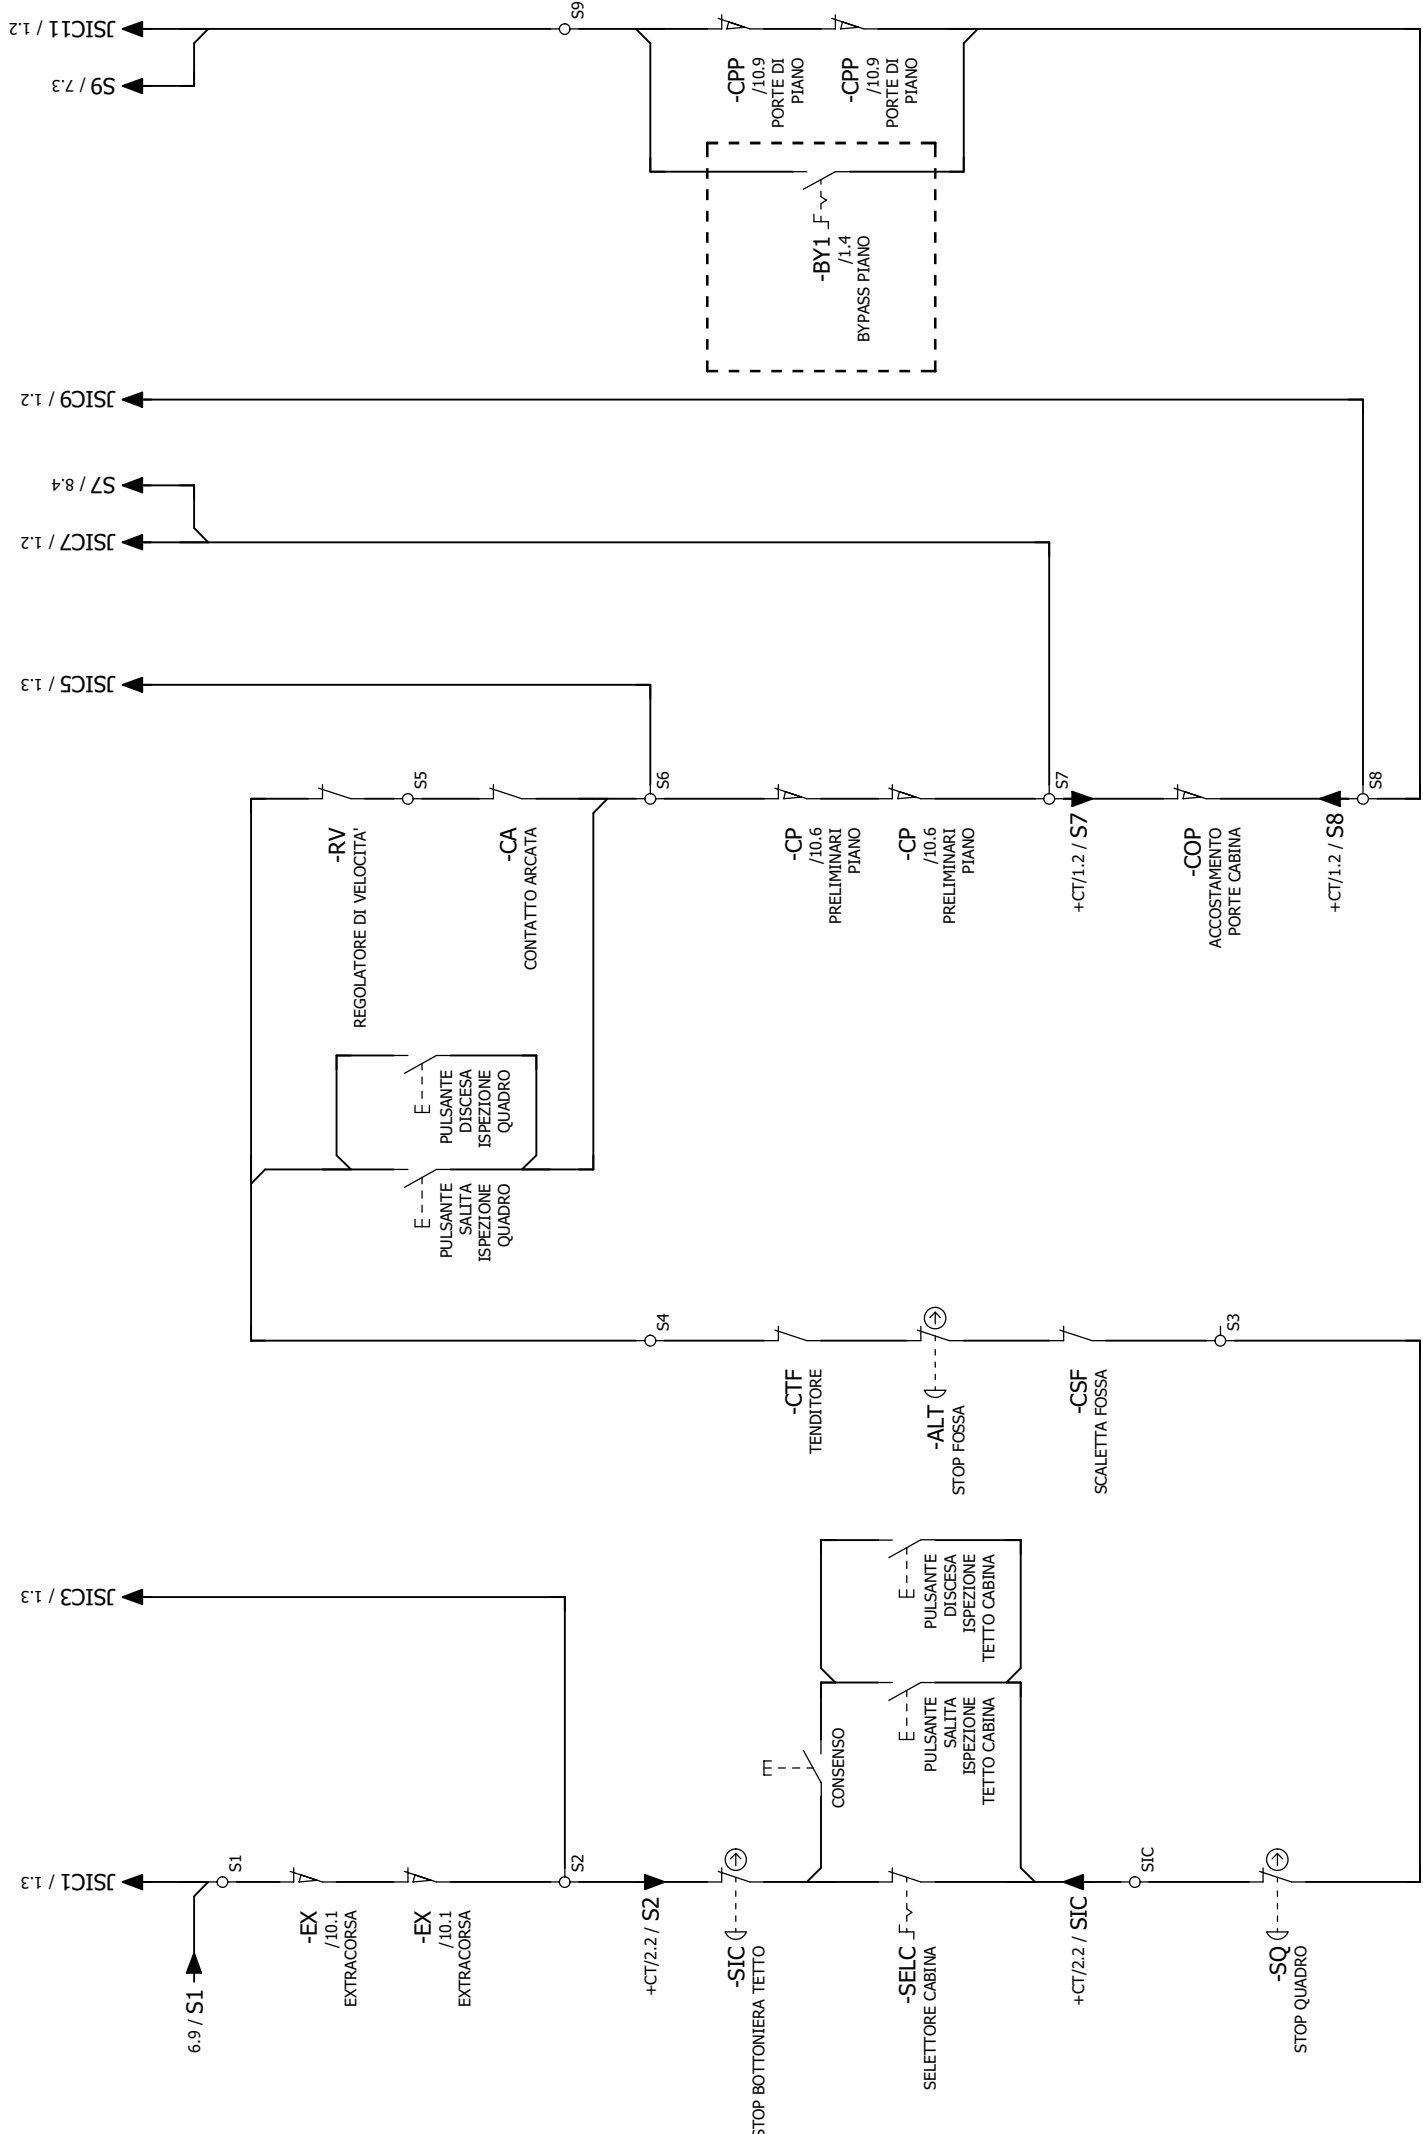 JSIC1 / 1.3
6.9 / S1
S1
-EX
/10.1
EXTRACORSA
-EX
/10.1
EXTRACORSA
S2
JSIC3 / 1.3
+CT/2.2 / S2
-SIC
STOP BOTTONIERA TETTO
CONSENSO
-SELC
SELETTORE CABINA
PULSANTE
SALITA
ISPEZIONE
TETTO CABINA
PULSANTE
DISCESA
ISPEZIONE
TETTO CABINA
+CT/2.2 / SIC
SIC
-SQ
STOP QUADRO
S4
-CTF
TENDITORE
-ALT
STOP FOSSA
-CSF
SCALETTA FOSSA
S3
PULSANTE
SALITA
ISPEZIONE
QUADRO
PULSANTE
DISCESA
ISPEZIONE
QUADRO
-RV
REGOLATORE DI VELOCITA'
S5
-CA
CONTATTO ARCATA
S6
JSIC5 / 1.3
-CP
/10.6
PRELIMINARI
PIANO
-CP
/10.6
PRELIMINARI
PIANO
S7
+CT/1.2 / S7
JSIC7 / 1.2
S7 / 8.4
-COP
ACCOSTAMENTO
PORTE CABINA
+CT/1.2 / S8
S8
JSIC9 / 1.2
-BY1
/1.4
BYPASS PIANO
-CPP
/10.9
PORTE DI
PIANO
-CPP
/10.9
PORTE DI
PIANO
S9
S9 / 7.3
JSIC11 / 1.2